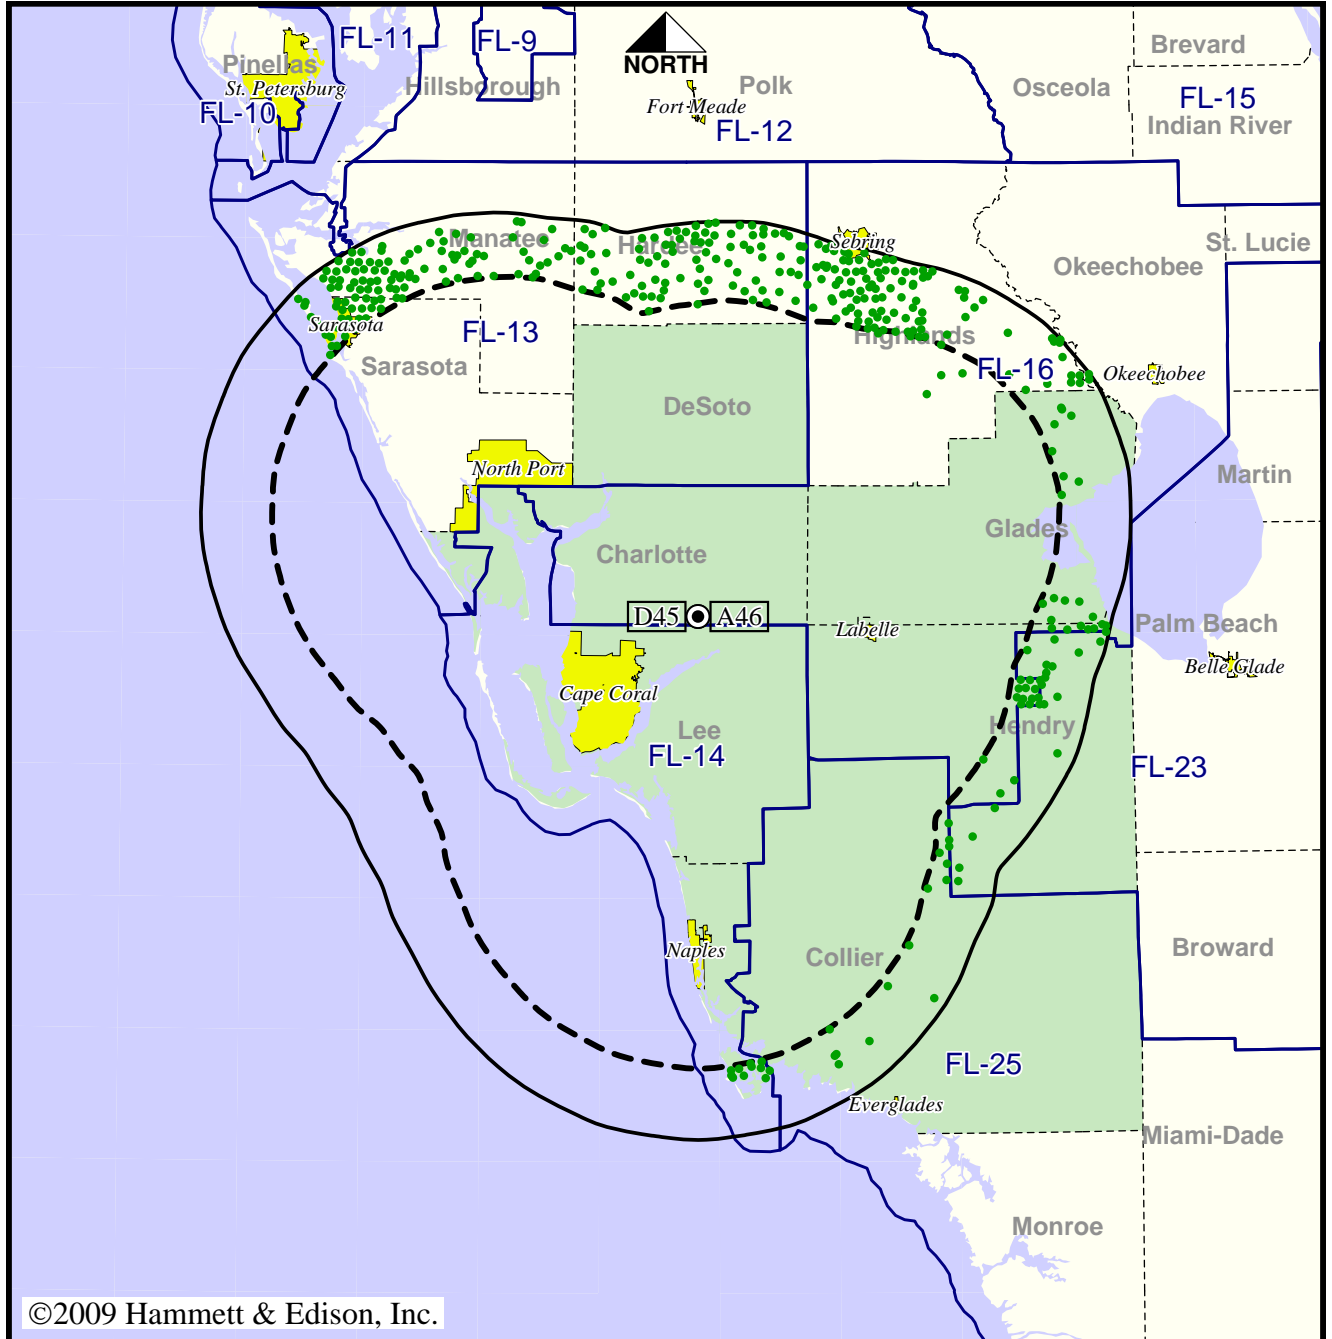 FL-11
FL-9
Brevard
Pinellas
Hillsborough
NORTH
Polk
Osceola
St. Petersburg
FL-15
FL-10
Fort Meade
FL-12
Indian River
Manatee
Hardee
Sebring
St. Lucie
Okeechobee
Sarasota
FL-13
Highlands
Sarasota
FL-16
Okeechobee
DeSoto
North Port
Martin
Charlotte
Glades
D45
A46
Labelle
Palm Beach
Belle Glade
Cape Coral
Lee
Hendry
FL-14
FL-23
Naples
Collier
Broward
FL-25
Everglades
Miami-Dade
Monroe
©2009 Hammett & Edison, Inc.